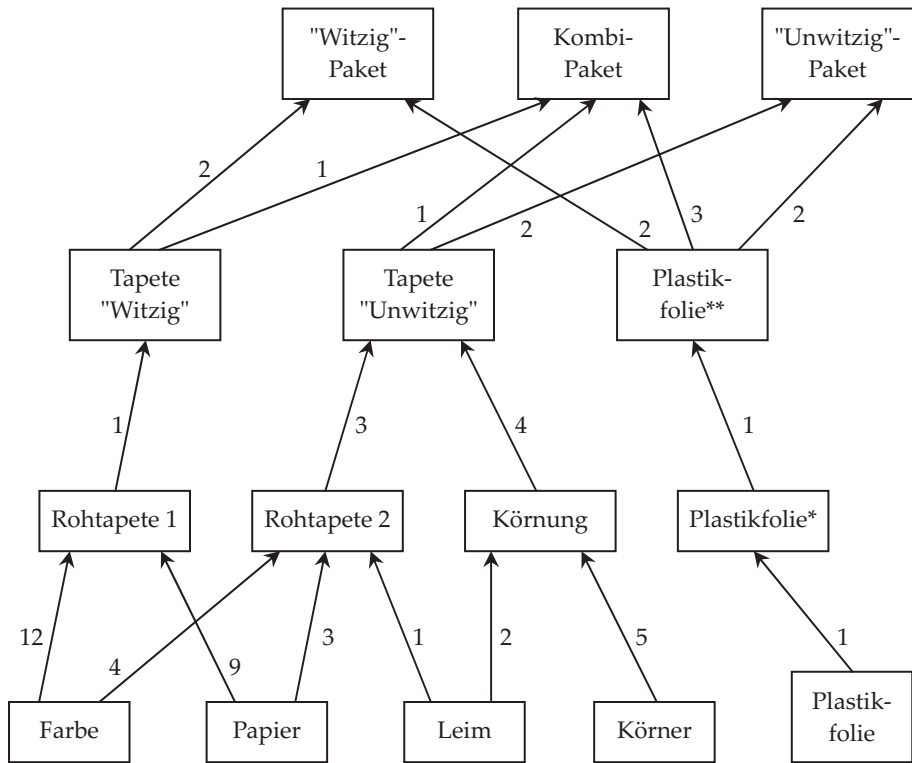 "Witzig"-
Paket
Kombi-
Paket
"Unwitzig"-
Paket
2
1
1
2
2
3
2
Tapete
"Witzig"
Tapete
"Unwitzig"
Plastik-
folie**
1
3
4
1
Rohtapete 1
Rohtapete 2
Körnung
Plastikfolie*
12
4
9
3
1
2
5
1
Farbe
Papier
Leim
Körner
Plastik-
folie